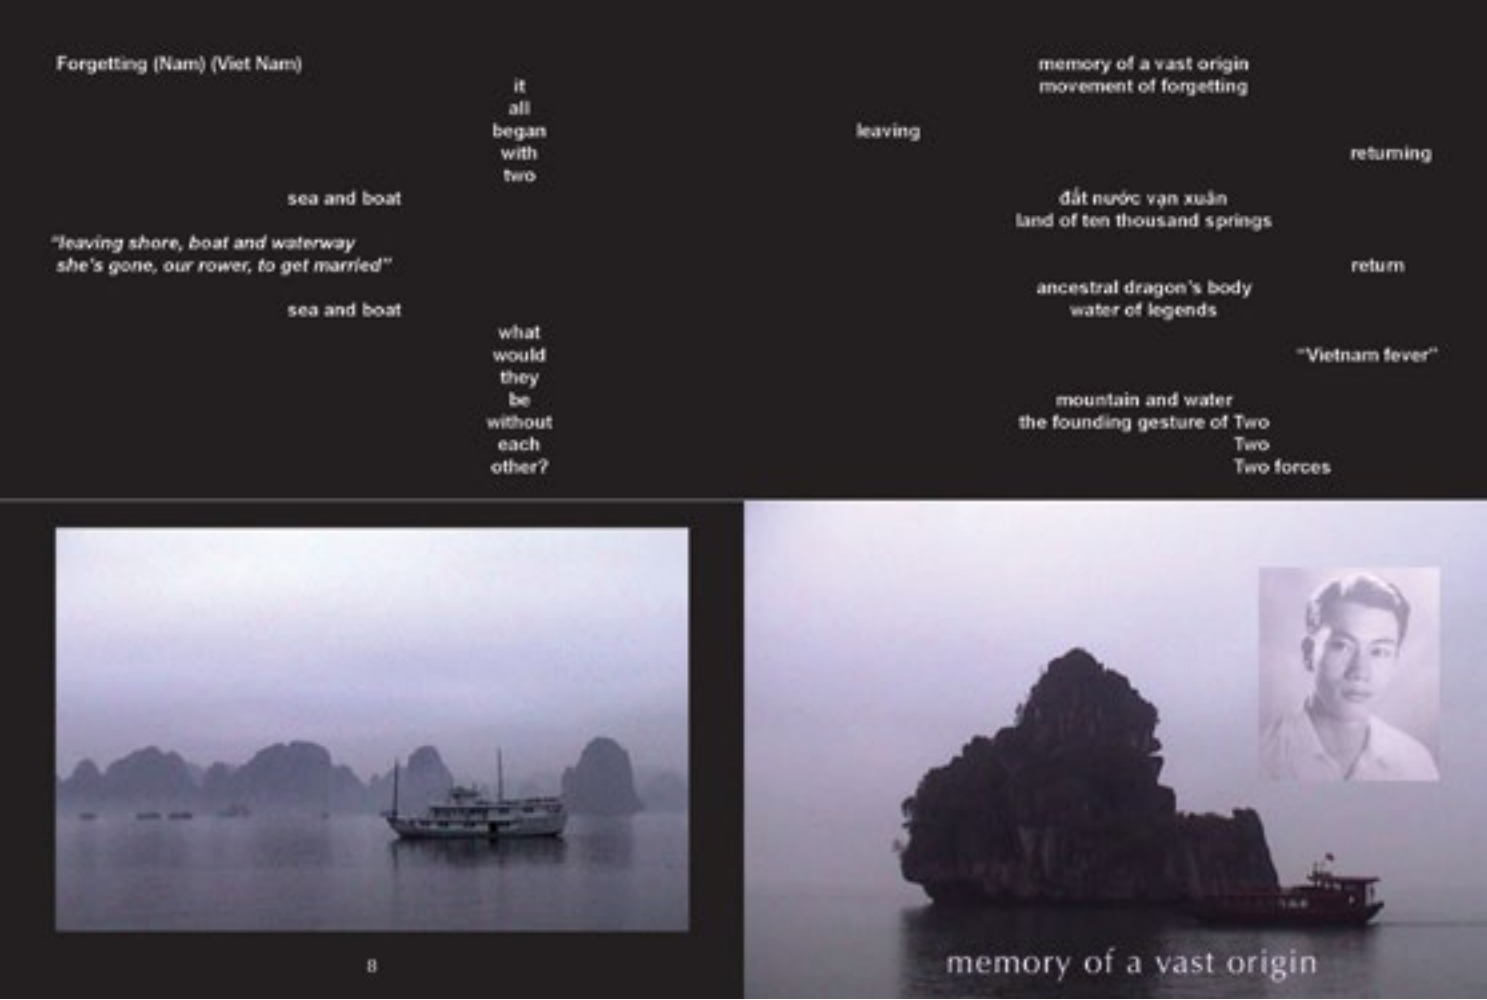 Forgetting (Nam) (Viet Nam)
it
all
began
with
two
sea and boat
“leaving shore, boat and waterway
she's gone, our rower, to get married”
sea and boat
what
would
they
be
without
each
other?
memory of a vast origin
movement of forgetting
leaving
returning
đất nước vạn xuân
land of ten thousand springs
return
ancestral dragon's body
water of legends
“Vietnam fever”
mountain and water
the founding gesture of Two
Two
Two forces
8
memory of a vast origin